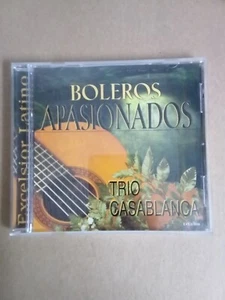 BOLEROS
APASIONADOS
Excelsior Latino
TRIO
CASABLANCA